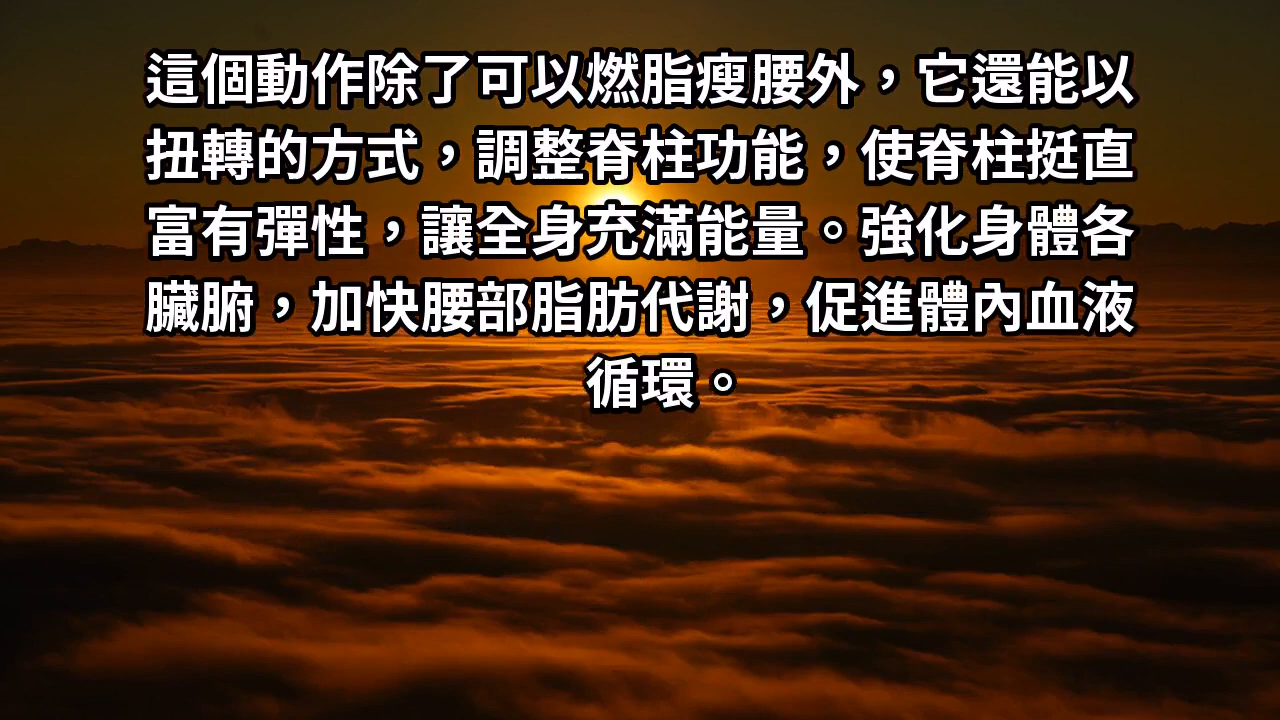 這個動作除了可以燃脂瘦腰外，它還能以
扭轉的方式，調整脊柱功能，使脊柱挺直
富有彈性，讓全身充滿能量。強化身體各
臟腑，加快腰部脂肪代謝，促進體內血液
循環。